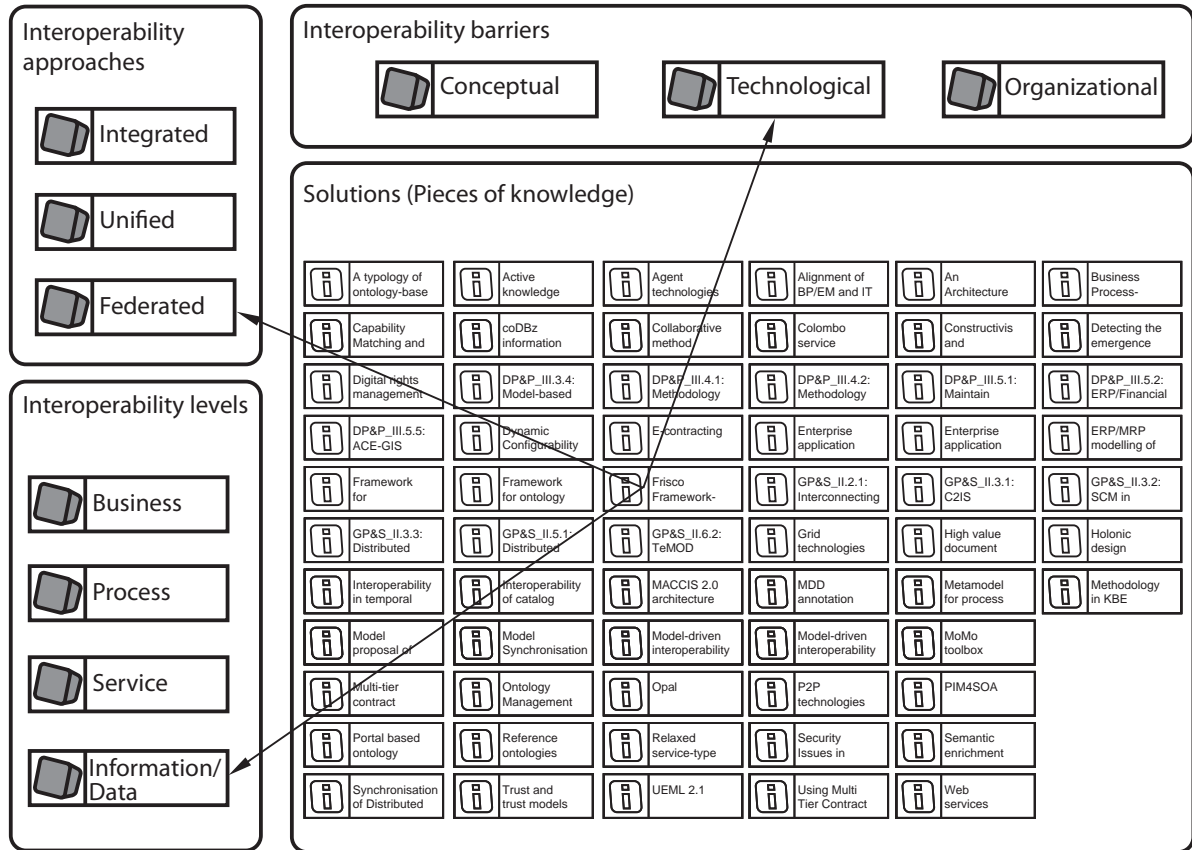 Interoperability
approaches
Integrated
Unified
Federated
Interoperability levels
Business
Process
Service
Information/
Data
Interoperability barriers
Conceptual
Technological
Organizational
Solutions (Pieces of knowledge)
A typology of
ontology-base
Active
knowledge
Agent
technologies
Alignment of
BP/EM and IT
An
Architecture
Business
Process-
Capability
Matching and
coDBz
information
Collaborative
method
Colombo
service
Constructivis
and
Detecting the
emergence
Digital rights
management
DP&P_III.3.4:
Model-based
DP&P_III.4.1:
Methodology
DP&P_III.4.2:
Methodology
DP&P_III.5.1:
Maintain
DP&P_III.5.2:
ERP/Financial
DP&P_III.5.5:
ACE-GIS
Dynamic
Configurability
E-contracting
Enterprise
application
Enterprise
application
ERP/MRP
modelling of
Framework
for
Framework
for ontology
Frisco
Framework-
GP&S_II.2.1:
Interconnecting
GP&S_II.3.1:
C2IS
GP&S_II.3.2:
SCM in
GP&S_II.3.3:
Distributed
GP&S_II.5.1:
Distributed
GP&S_II.6.2:
TeMOD
Grid
technologies
High value
document
Holonic
design
Interoperability
in temporal
Interoperability
of catalog
MACCIS 2.0
architecture
MDD
annotation
Metamodel
for process
Methodology
in KBE
Model
proposal of
Model
Synchronisation
Model-driven
interoperability
Model-driven
interoperability
MoMo
toolbox
Multi-tier
contract
Ontology
Management
Opal
P2P
technologies
PIM4SOA
Portal based
ontology
Reference
ontologies
Relaxed
service-type
Security
Issues in
Semantic
enrichment
Synchronisation
of Distributed
Trust and
trust models
UEML 2.1
Using Multi
Tier Contract
Web
services